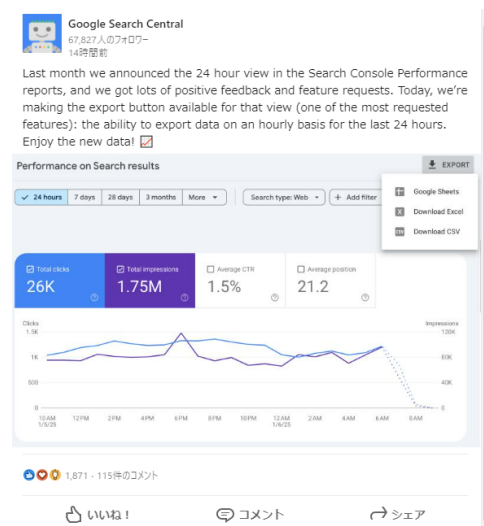 Google Search Central
67,827人のフォロワー
14時間前
Last month we announced the 24 hour view in the Search Console Performance
reports, and we got lots of positive feedback and feature requests. Today, we're
making the export button available for that view (one of the most requested
features): the ability to export data on an hourly basis for the last 24 hours.
Enjoy the new data! 📈
Performance on Search results
EXPORT
24 hours 7 days 28 days 3 months More
Search type: Web + Add filter
Google Sheets
Download Excel
CSV Download CSV
Total clicks
26K
Total impressions
1.75M
Average CTR
1.5%
Average position
21.2
Clicks Impressions
1.5K 120K
1K 80K
500 40K
0 0
10 AM 12 PM 2 PM 4 PM 6 PM 8 PM 10 PM 12 AM 2 AM 4 AM 6 AM 8 AM
1/5/25 1/6/25
1,871・115件のコメント
いいね！ コメント シェア